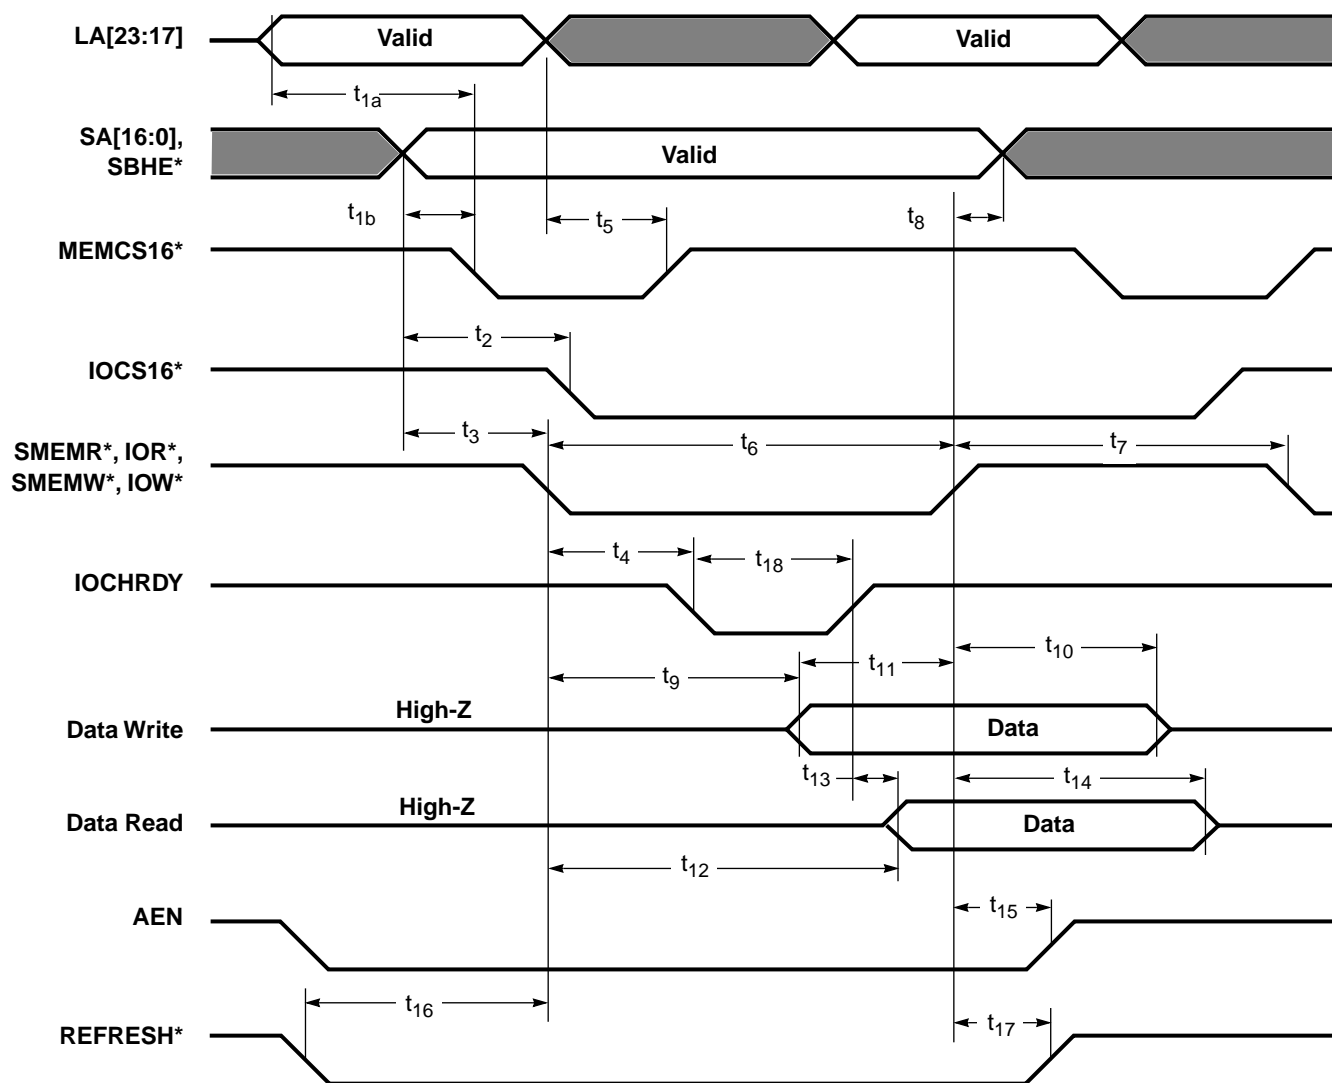 LA[23:17]
Valid
Valid
t1a
SA[16:0],
SBHE*
Valid
t1b
t5
t8
MEMCS16*
t2
IOCS16*
t3
t6
t7
SMEMR*, IOR*,
SMEMW*, IOW*
t4
t18
IOCHRDY
t11
t10
t9
High-Z
Data Write
Data
t13
t14
High-Z
Data Read
Data
t12
AEN
t15
t16
t17
REFRESH*